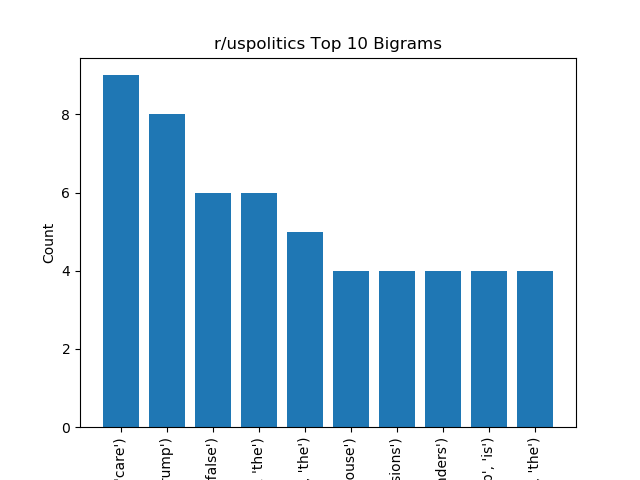 r/uspolitics Top 10 Bigrams
Count
8
6
4
2
0
'care')
rump')
false')
, 'the')
, 'the')
ouse')
sions')
nders')
o', 'is')
, 'the')